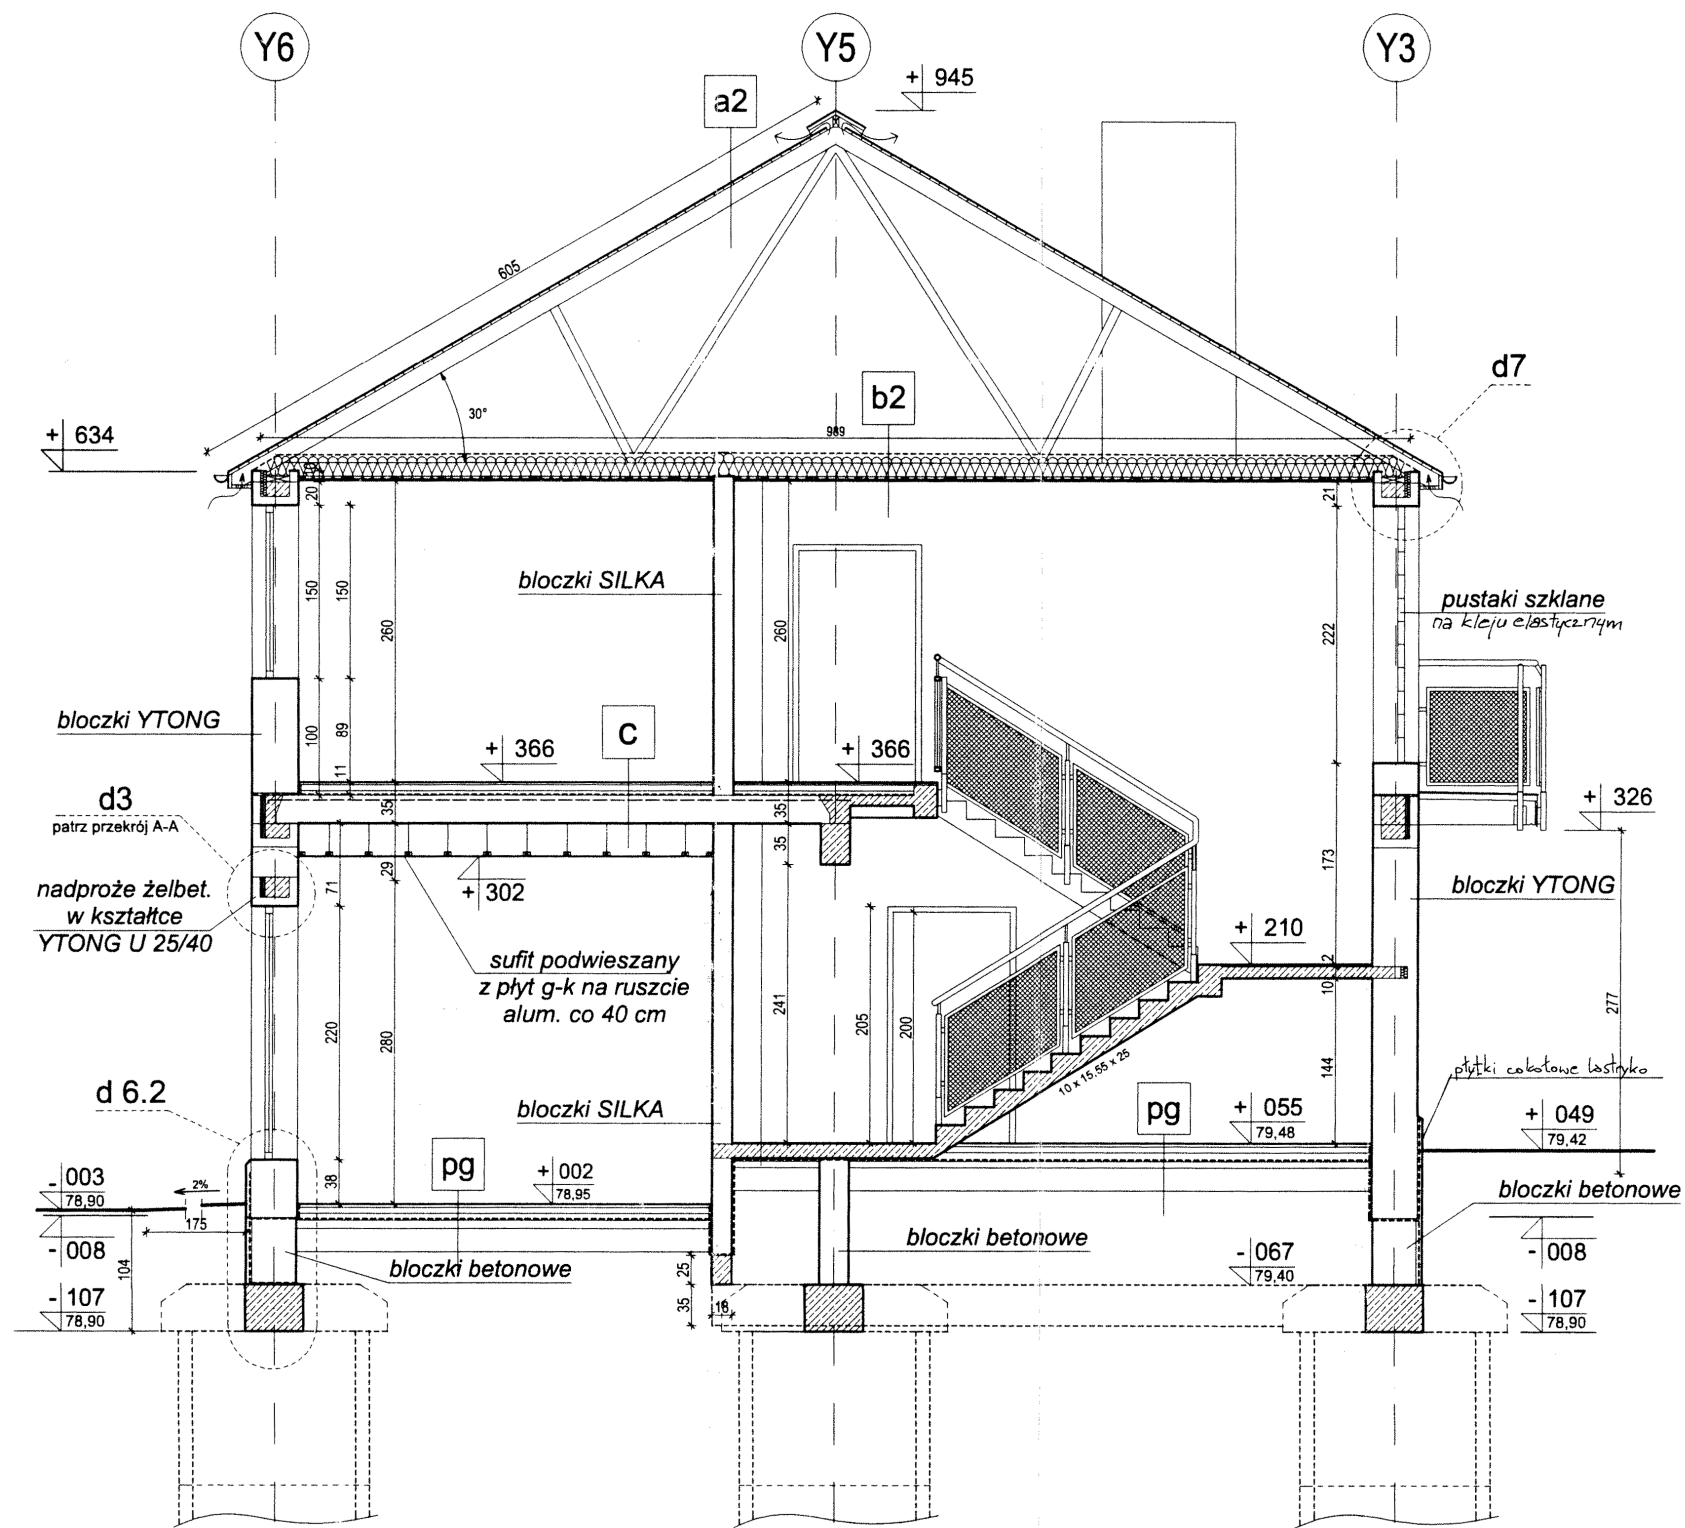 Y6
Y5
Y3
a2
+ 945
605
30°
b2
989
d7
+ 634
20
21
bloczki SILKA
150
150
260
260
222
pustaki szklane
na kleju elastycznym
bloczki YTONG
100
89
11
c
+ 366
+ 366
d3
patrz przekrój A-A
35
35
35
+ 326
29
71
+ 302
173
bloczki YTONG
nadproże żelbet.
w kształtce
YTONG U 25/40
sufit podwieszany
z płyt g-k na ruszcie
alum. co 40 cm
+ 210
12
10
220
280
241
205
200
277
10 x 15.55 x 25
144
płytki cokołowe lastryko
d 6.2
bloczki SILKA
pg
+ 055
79,48
+ 049
79,42
pg
+ 002
78,95
- 003
78,90
2%
38
175
bloczki betonowe
- 008
104
bloczki betonowe
bloczki betonowe
- 067
79,40
- 008
25
35
18
- 107
78,90
- 107
78,90